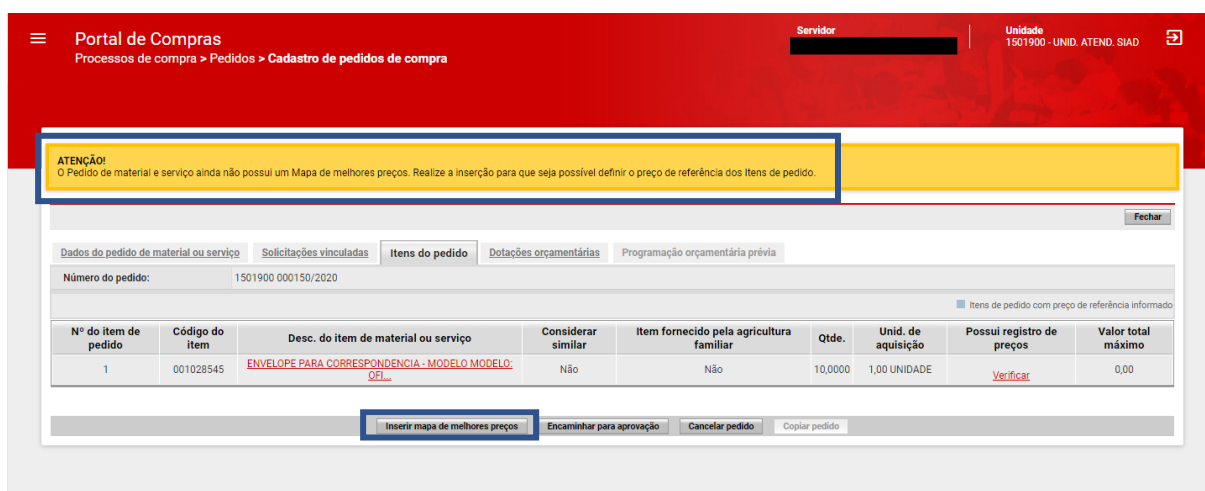 Portal de Compras
Processos de compra > Pedidos > Cadastro de pedidos de compra
Servidor
Unidade
1501900 - UNID. ATEND. SIAD
ATENÇÃO!
O Pedido de material e serviço ainda não possui um Mapa de melhores preços. Realize a inserção para que seja possível definir o preço de referência dos Itens de pedido.
Fechar
Dados do pedido de material ou serviço Solicitações vinculadas Itens do pedido Dotações orçamentárias Programação orçamentária prévia
Número do pedido: 1501900 000150/2020
Itens de pedido com preço de referência informado
Nº do item de pedido Código do item Desc. do item de material ou serviço Considerar similar Item fornecido pela agricultura familiar Qtde. Unid. de aquisição Possui registro de preços Valor total máximo
1 001028545 ENVELOPE PARA CORRESPONDENCIA - MODELO MODELO: OFI... Não Não 10,0000 1,00 UNIDADE Verificar 0,00
Inserir mapa de melhores preços Encaminhar para aprovação Cancelar pedido Copiar pedido